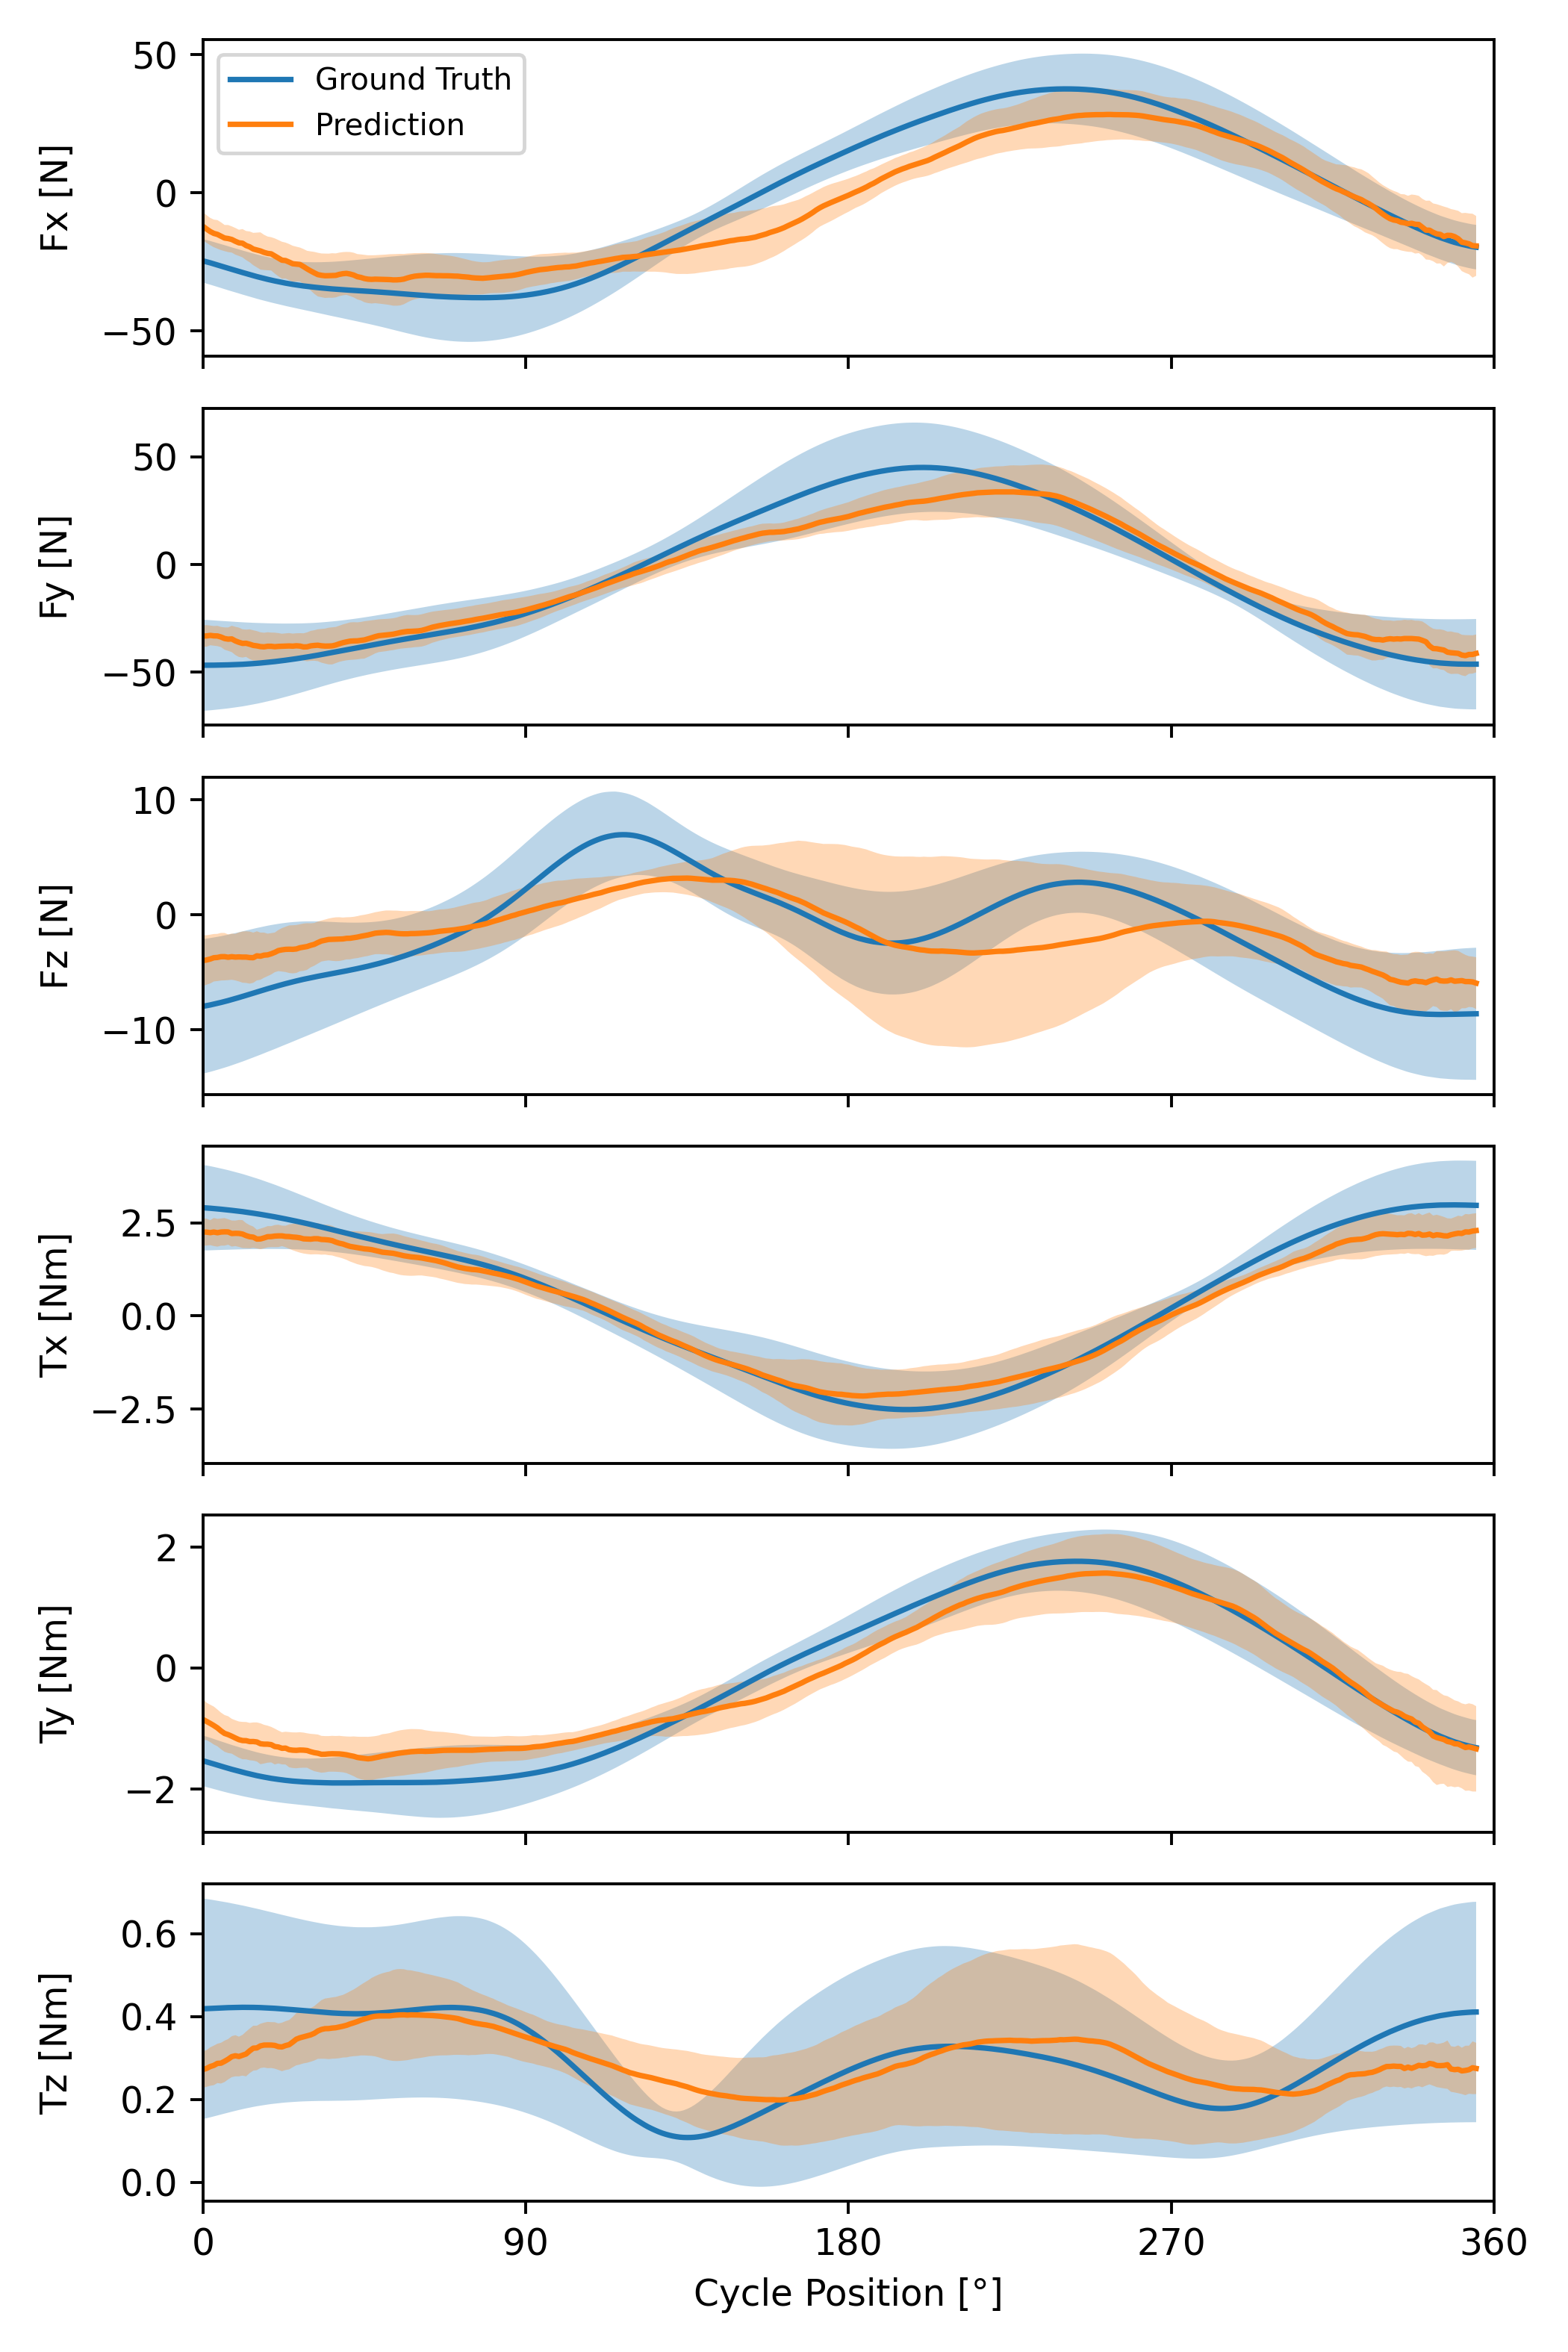 50
0
−50
Fx [N]
Ground Truth
Prediction
50
0
−50
Fy [N]
10
0
−10
Fz [N]
2.5
0.0
−2.5
Tx [Nm]
2
0
−2
Ty [Nm]
0.6
0.4
0.2
0.0
Tz [Nm]
0 90 180 270 360
Cycle Position [°]